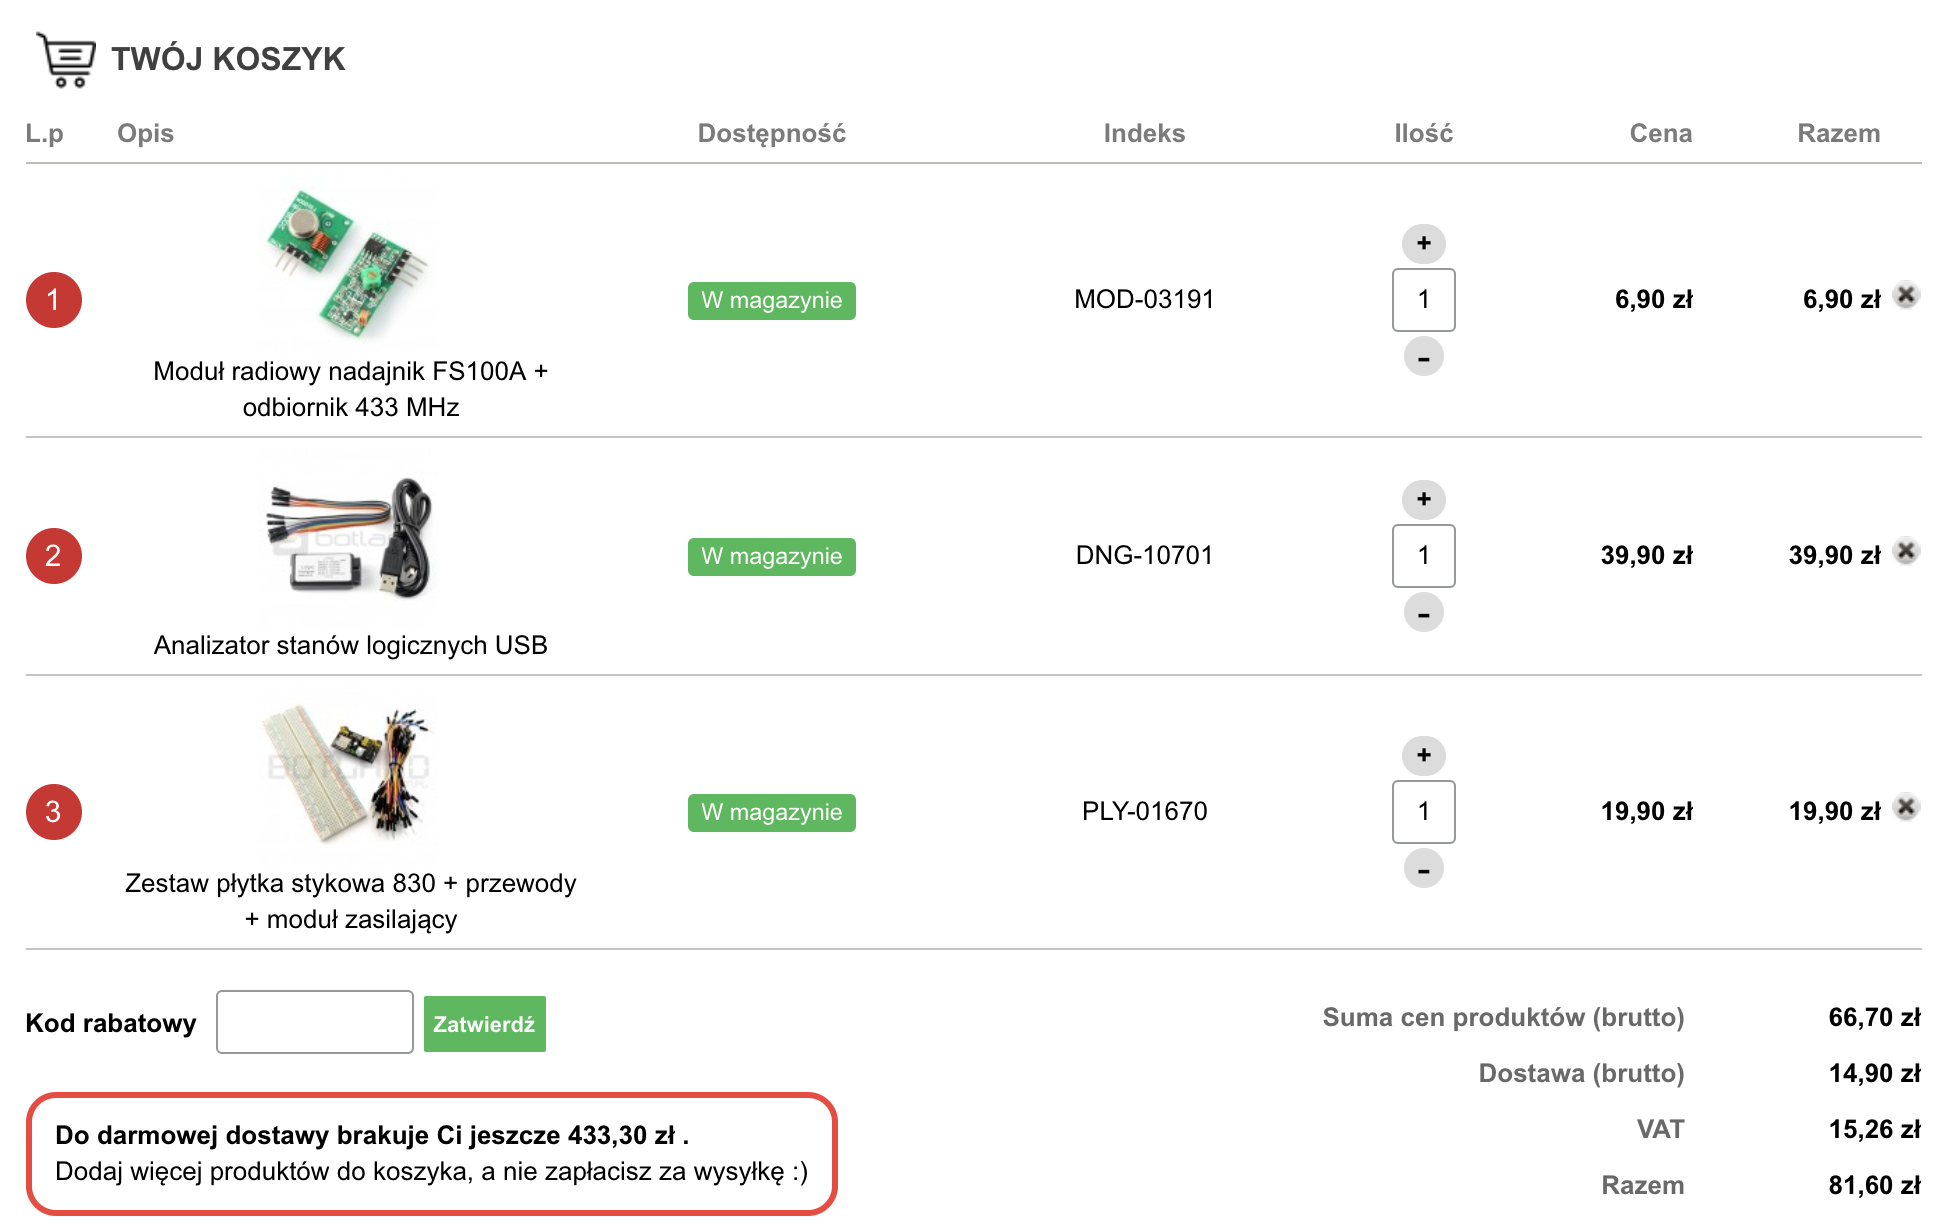 TWÓJ KOSZYK
L.p Opis Dostępność Indeks Ilość Cena Razem
+
1 W magazynie MOD-03191 1 6,90 zł 6,90 zł
-
Moduł radiowy nadajnik FS100A +
odbiornik 433 MHz
+
2 W magazynie DNG-10701 1 39,90 zł 39,90 zł
-
Analizator stanów logicznych USB
+
BOTLAND
3 W magazynie PLY-01670 1 19,90 zł 19,90 zł
-
Zestaw płytka stykowa 830 + przewody
+ moduł zasilający
Kod rabatowy Zatwierdź
Suma cen produktów (brutto) 66,70 zł
Dostawa (brutto) 14,90 zł
VAT 15,26 zł
Razem 81,60 zł
Do darmowej dostawy brakuje Ci jeszcze 433,30 zł .
Dodaj więcej produktów do koszyka, a nie zapłacisz za wysyłkę :)